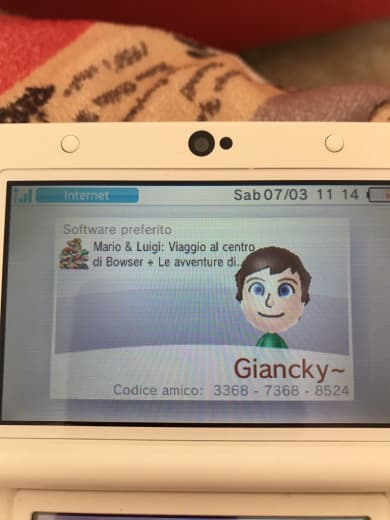 Internet
Sab 07/03 11 14
Software preferito
Mario & Luigi: Viaggio al centro
di Bowser + Le avventure di...
Giancky~
Codice amico: 3368 - 7368 - 8524